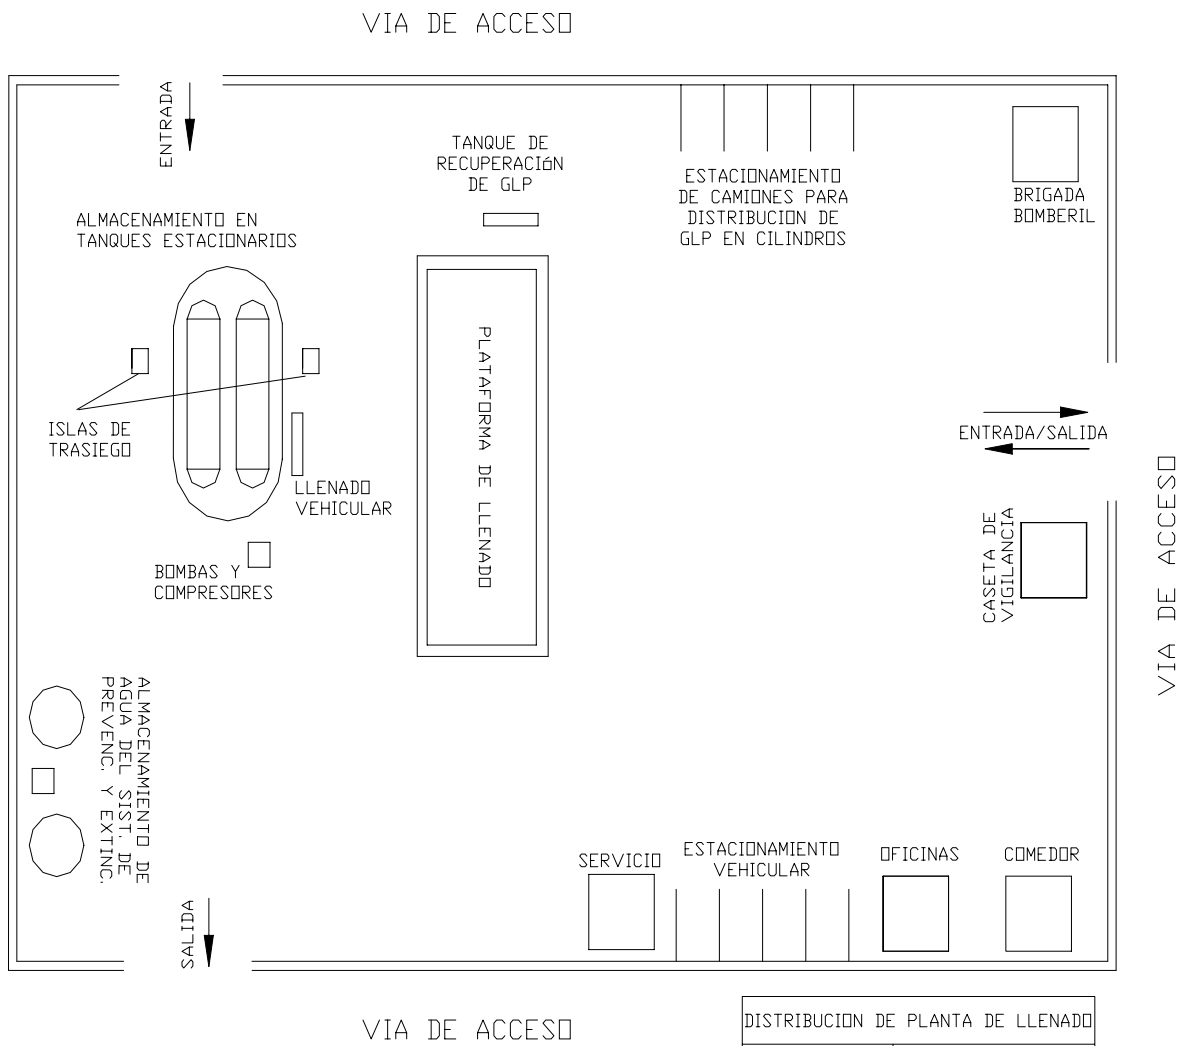 VIA DE ACCESO
ENTRADA
TANQUE DE
RECUPERACIóN
DE GLP
ESTACIONAMIENTO
DE CAMIONES PARA
DISTRIBUCION DE
GLP EN CILINDROS
BRIGADA
BOMBERIL
ALMACENAMIENTO EN
TANQUES ESTACIONARIOS
PLATAFORMA DE LLENADO
ISLAS DE
TRASIEGO
ENTRADA/SALIDA
LLENADO
VEHICULAR
VIA DE ACCESO
CASETA DE
VIGILANCIA
BOMBAS Y
COMPRESORES
ALMACENAMIENTO DE
AGUA DEL SIST. DE
PREVENC. Y EXTINC.
SERVICIO
ESTACIONAMIENTO
VEHICULAR
OFICINAS
COMEDOR
SALIDA
VIA DE ACCESO
DISTRIBUCION DE PLANTA DE LLENADO